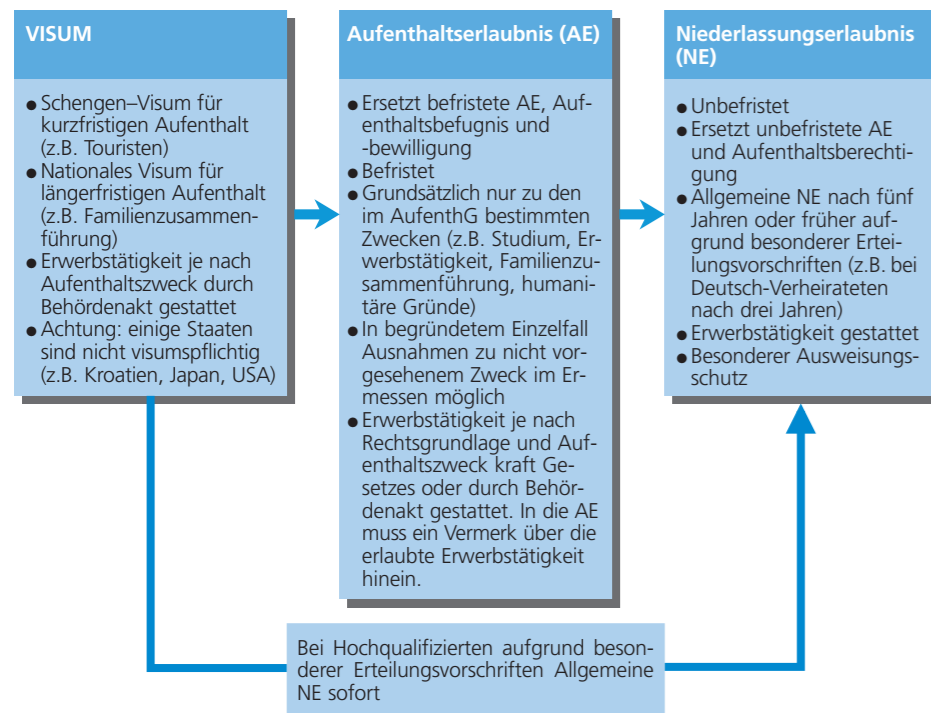 VISUM
● Schengen–Visum für
kurzfristigen Aufenthalt
(z.B. Touristen)
● Nationales Visum für
längerfristigen Aufenthalt
(z.B. Familienzusammen-
führung)
● Erwerbstätigkeit je nach
Aufenthaltszweck durch
Behördenakt gestattet
● Achtung: einige Staaten
sind nicht visumspflichtig
(z.B. Kroatien, Japan, USA)
Aufenthaltserlaubnis (AE)
● Ersetzt befristete AE, Auf-
enthaltsbefugnis und
-bewilligung
● Befristet
● Grundsätzlich nur zu den
im AufenthG bestimmten
Zwecken (z.B. Studium, Er-
werbstätigkeit, Familienzu-
sammenführung, humani-
täre Gründe)
● In begründetem Einzelfall
Ausnahmen zu nicht vor-
gesehenem Zweck im Er-
messen möglich
● Erwerbstätigkeit je nach
Rechtsgrundlage und Auf-
enthaltszweck kraft Ge-
setzes oder durch Behör-
denakt gestattet. In die AE
muss ein Vermerk über die
erlaubte Erwerbstätigkeit
hinein.
Niederlassungserlaubnis
(NE)
● Unbefristet
● Ersetzt unbefristete AE
und Aufenthaltsberechti-
gung
● Allgemeine NE nach fünf
Jahren oder früher auf-
grund besonderer Ertei-
lungsvorschriften (z.B. bei
Deutsch-Verheirateten
nach drei Jahren)
● Erwerbstätigkeit gestattet
● Besonderer Ausweisungs-
schutz
Bei Hochqualifizierten aufgrund beson-
derer Erteilungsvorschriften Allgemeine
NE sofort